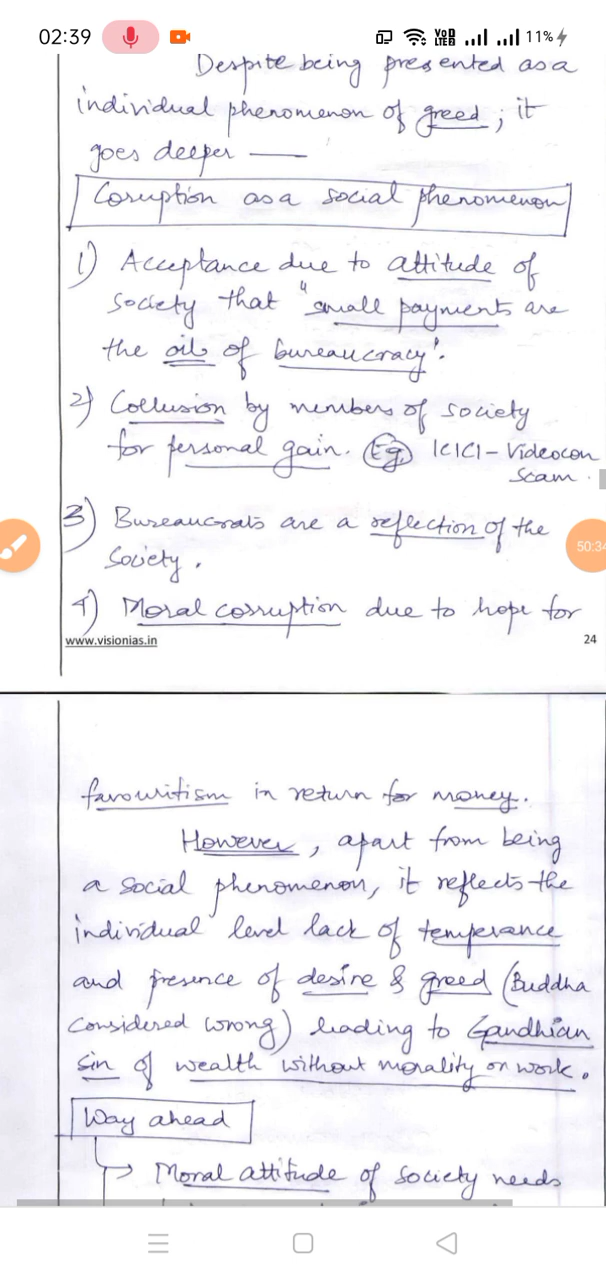 02:39
VoD LTE2 11%
Despite being presented as a
individual phenomenon of greed; it
goes deeper —
Corruption as a social phenomenon
1) Acceptance due to attitude of
society that "small payments are
the oils of bureaucracy".
2) Collusion by members of society
for personal gain. Eg. ICICI - Videocon
Scam.
3) Bureaucrats are a reflection of the
society.
50:34
4) Moral corruption due to hope for
www.visionias.in 24
favouritism in return for money.
However, apart from being
a social phenomenon, it reflects the
individual level lack of temperance
and presence of desire & greed (Buddha
considered wrong) leading to Gandhian
sin of wealth without morality or work.
Way ahead
→ Moral attitude of society needs